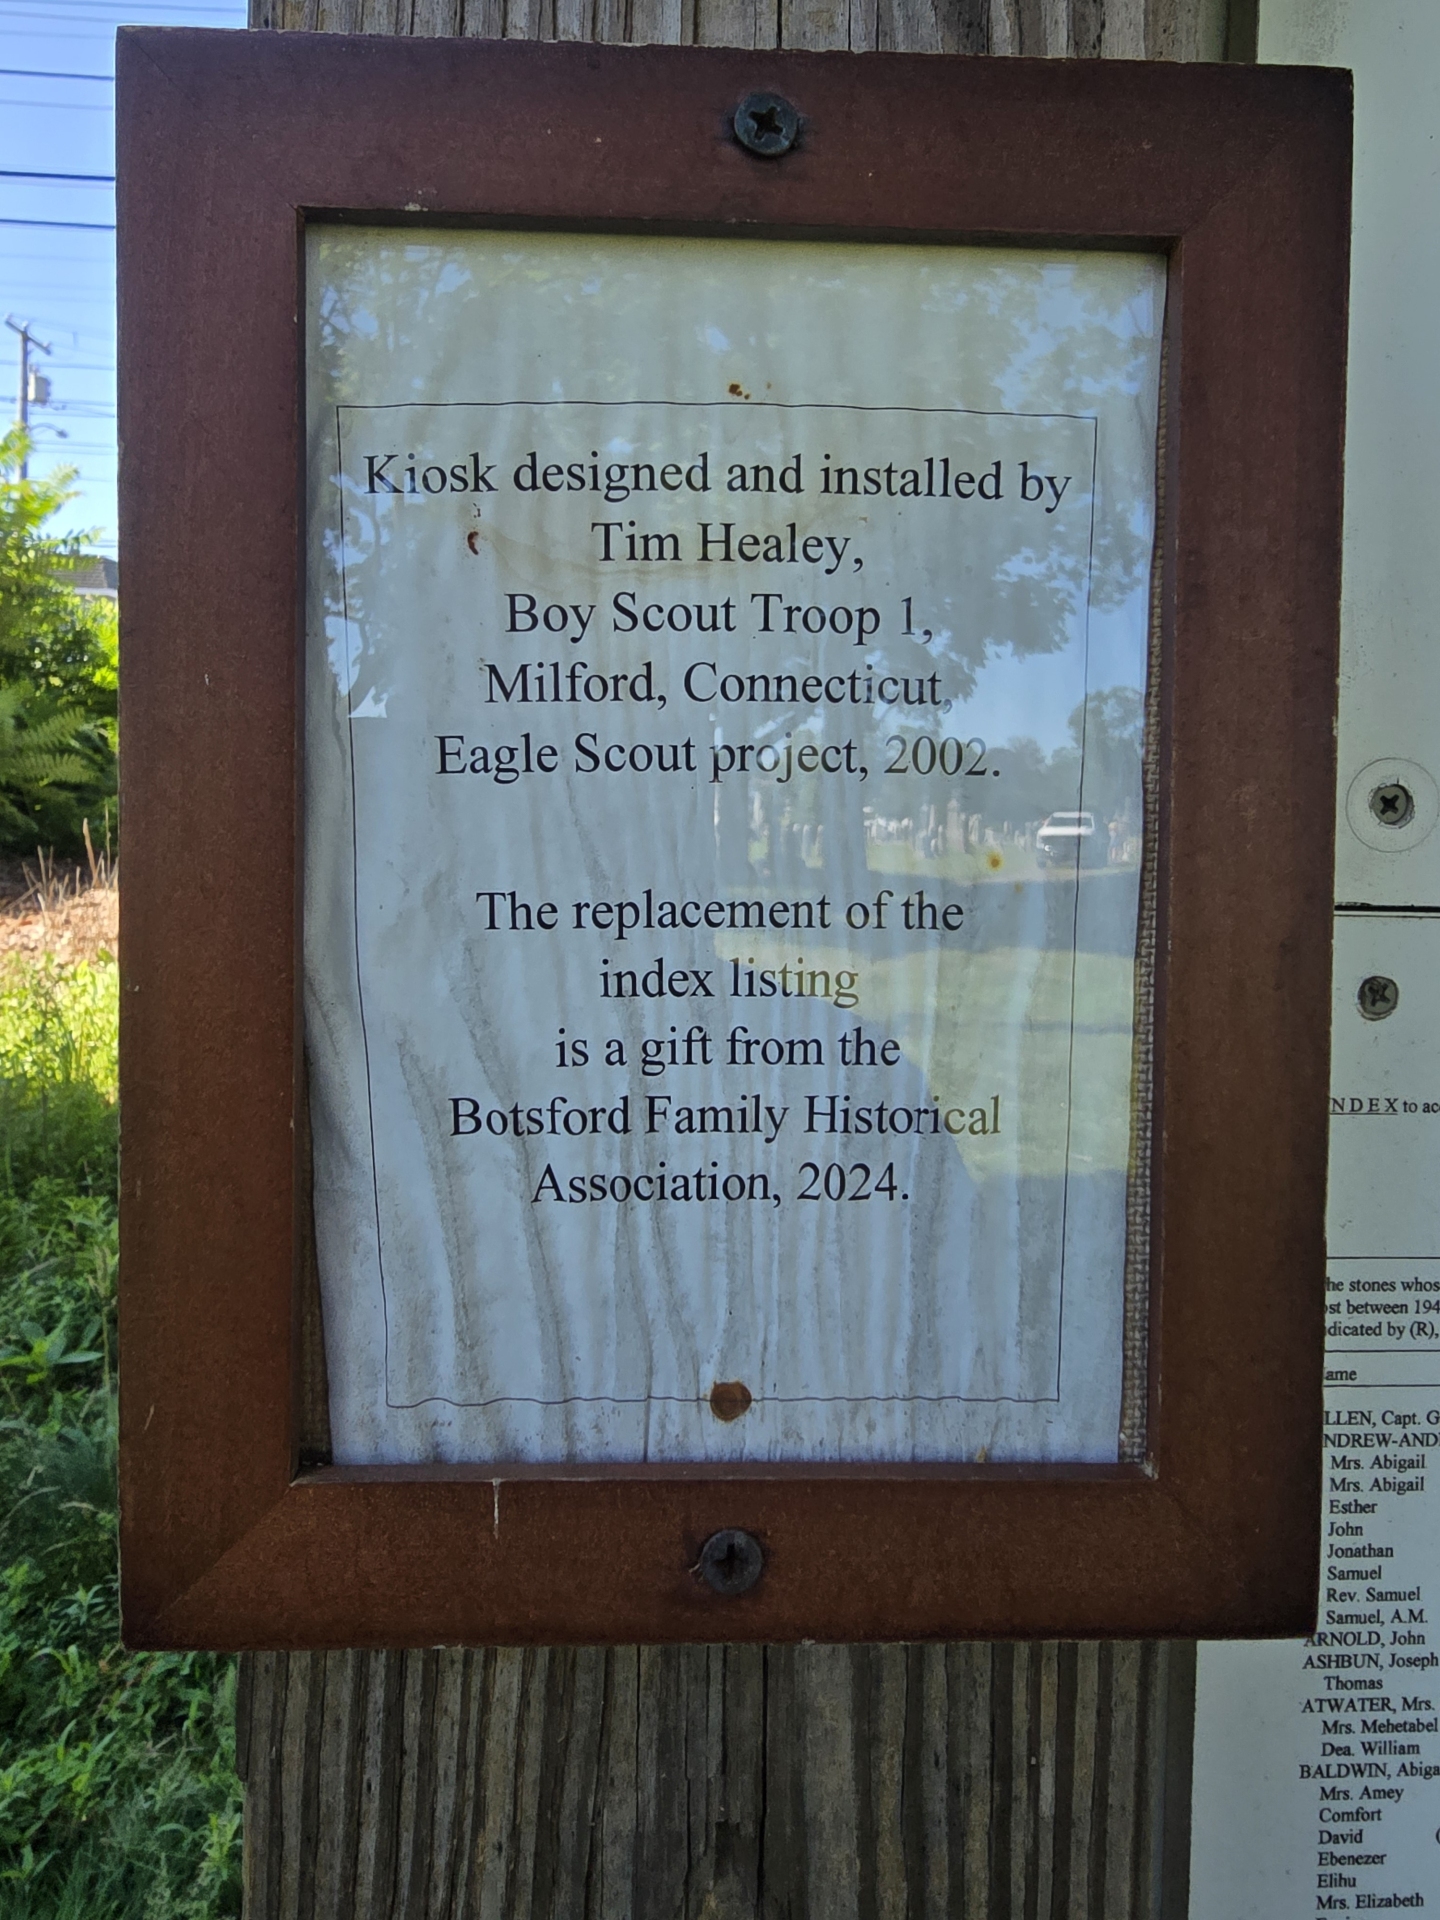 Kiosk designed and installed by
Tim Healey,
Boy Scout Troop 1,
Milford, Connecticut,
Eagle Scout project, 2002.
The replacement of the
index listing
is a gift from the
Botsford Family Historical
Association, 2024.
NDEX to ac
he stones whos
st between 194
dicated by (R),
ame
LLEN, Capt. G
NDREW-AND
Mrs. Abigail
Mrs. Abigail
Esther
John
Jonathan
Samuel
Rev. Samuel
Samuel, A.M.
ARNOLD, John
ASHBUN, Joseph
Thomas
ATWATER, Mrs.
Mrs. Mehetabel
Dea. William
BALDWIN, Abiga
Mrs. Amey
Comfort
David
Ebenezer
Elihu
Mrs. Elizabeth